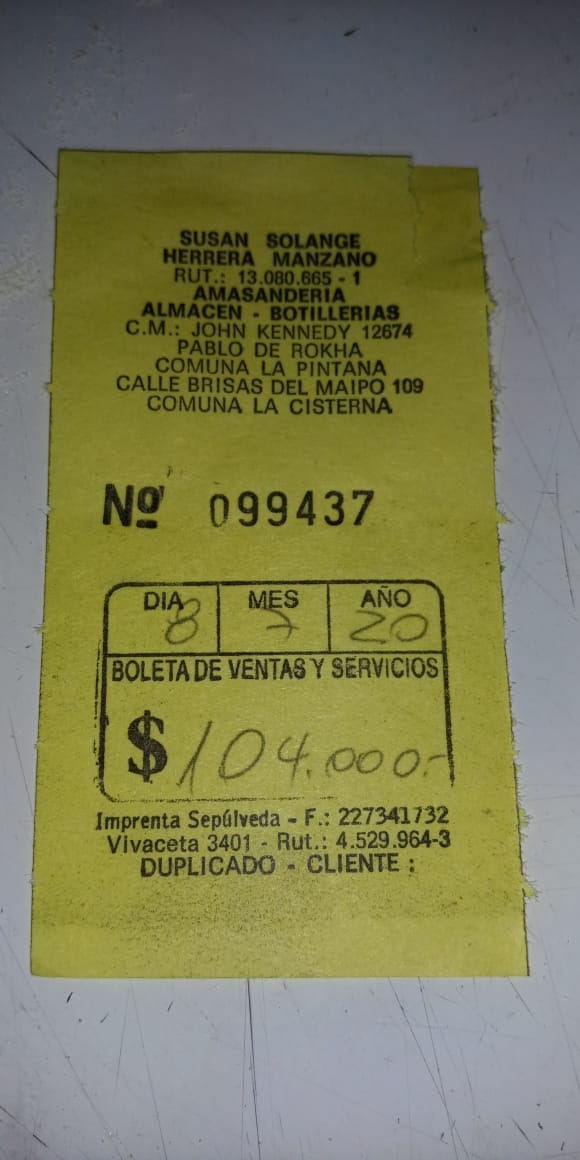 SUSAN SOLANGE
HERRERA MANZANO
RUT.: 13.080.665 - 1
AMASANDERIA
ALMACEN - BOTILLERIAS
C.M.: JOHN KENNEDY 12674
PABLO DE ROKHA
COMUNA LA PINTANA
CALLE BRISAS DEL MAIPO 109
COMUNA LA CISTERNA
Nº 099437
DIA MES AÑO
8 7 20
BOLETA DE VENTAS Y SERVICIOS
$ 104.000.-
Imprenta Sepúlveda - F.: 227341732
Vivaceta 3401 - Rut.: 4.529.964-3
DUPLICADO - CLIENTE :